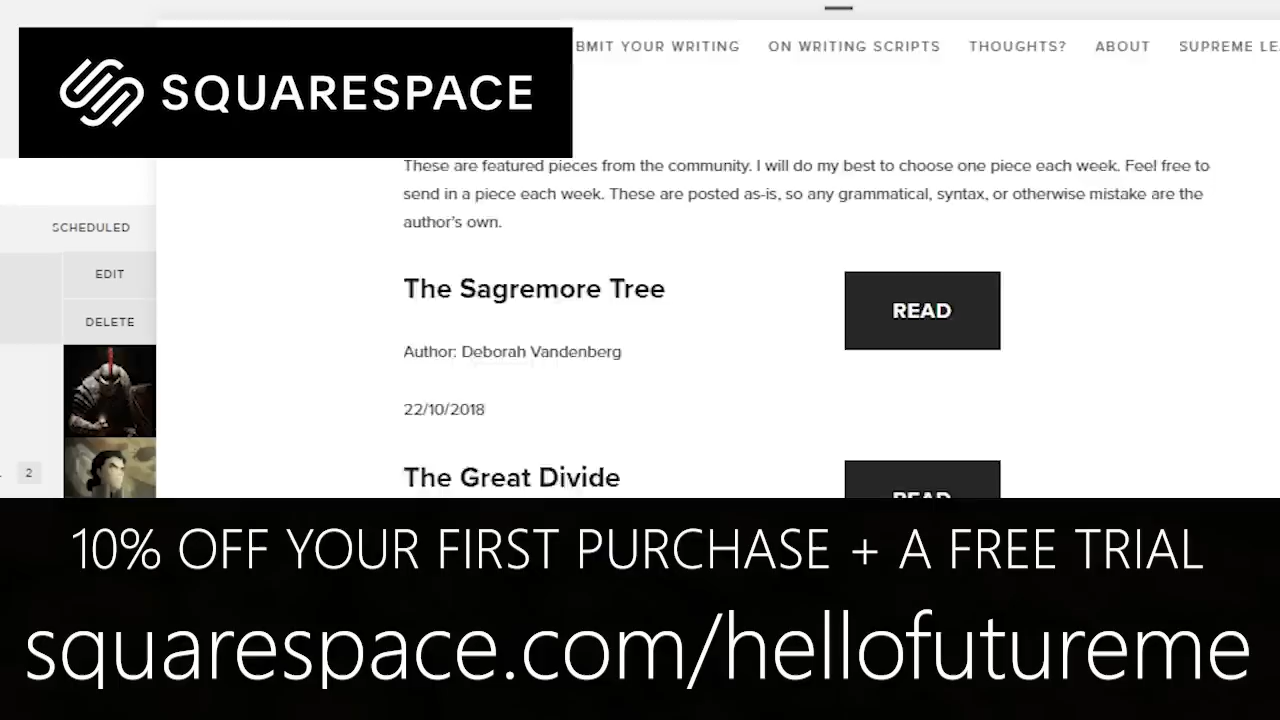 SQUARESPACE
BMIT YOUR WRITING ON WRITING SCRIPTS THOUGHTS? ABOUT SUPREME LE
These are featured pieces from the community. I will do my best to choose one piece each week. Feel free to
send in a piece each week. These are posted as-is, so any grammatical, syntax, or otherwise mistake are the
author's own.
SCHEDULED
EDIT
DELETE
2
The Sagremore Tree
READ
Author: Deborah Vandenberg
22/10/2018
The Great Divide
READ
10% OFF YOUR FIRST PURCHASE + A FREE TRIAL
squarespace.com/hellofutureme